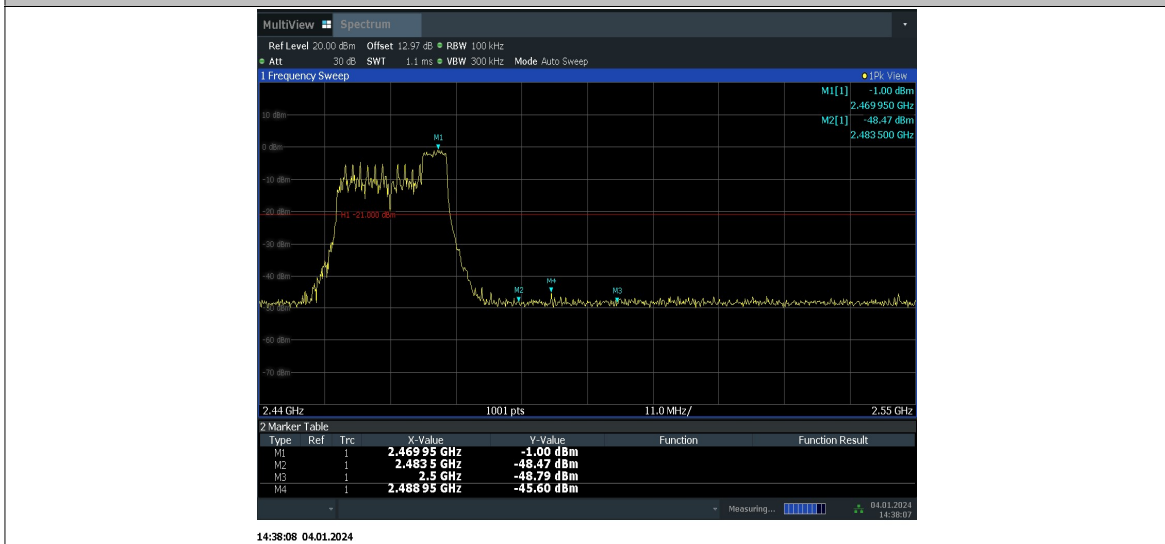 MultiView Spectrum
Ref Level 20.00 dBm Offset 12.97 dB RBW 100 kHz
Att 30 dB SWT 1.1 ms VBW 300 kHz Mode Auto Sweep
1 Frequency Sweep 1Pk View
M1[1] -1.00 dBm
2.469 950 GHz
M2[1] -48.47 dBm
2.483 500 GHz
10 dBm
M1
0 dBm
-10 dBm
-20 dBm
H1 -21.000 dBm
-30 dBm
-40 dBm
M2 M4 M3
-50 dBm
-60 dBm
-70 dBm
2.44 GHz 1001 pts 11.0 MHz/ 2.55 GHz
2 Marker Table
Type Ref Trc X-Value Y-Value Function Function Result
M1 1 2.469 95 GHz -1.00 dBm
M2 1 2.483 5 GHz -48.47 dBm
M3 1 2.5 GHz -48.79 dBm
M4 1 2.488 95 GHz -45.60 dBm
Measuring... 04.01.2024
14:38:07
14:38:08 04.01.2024